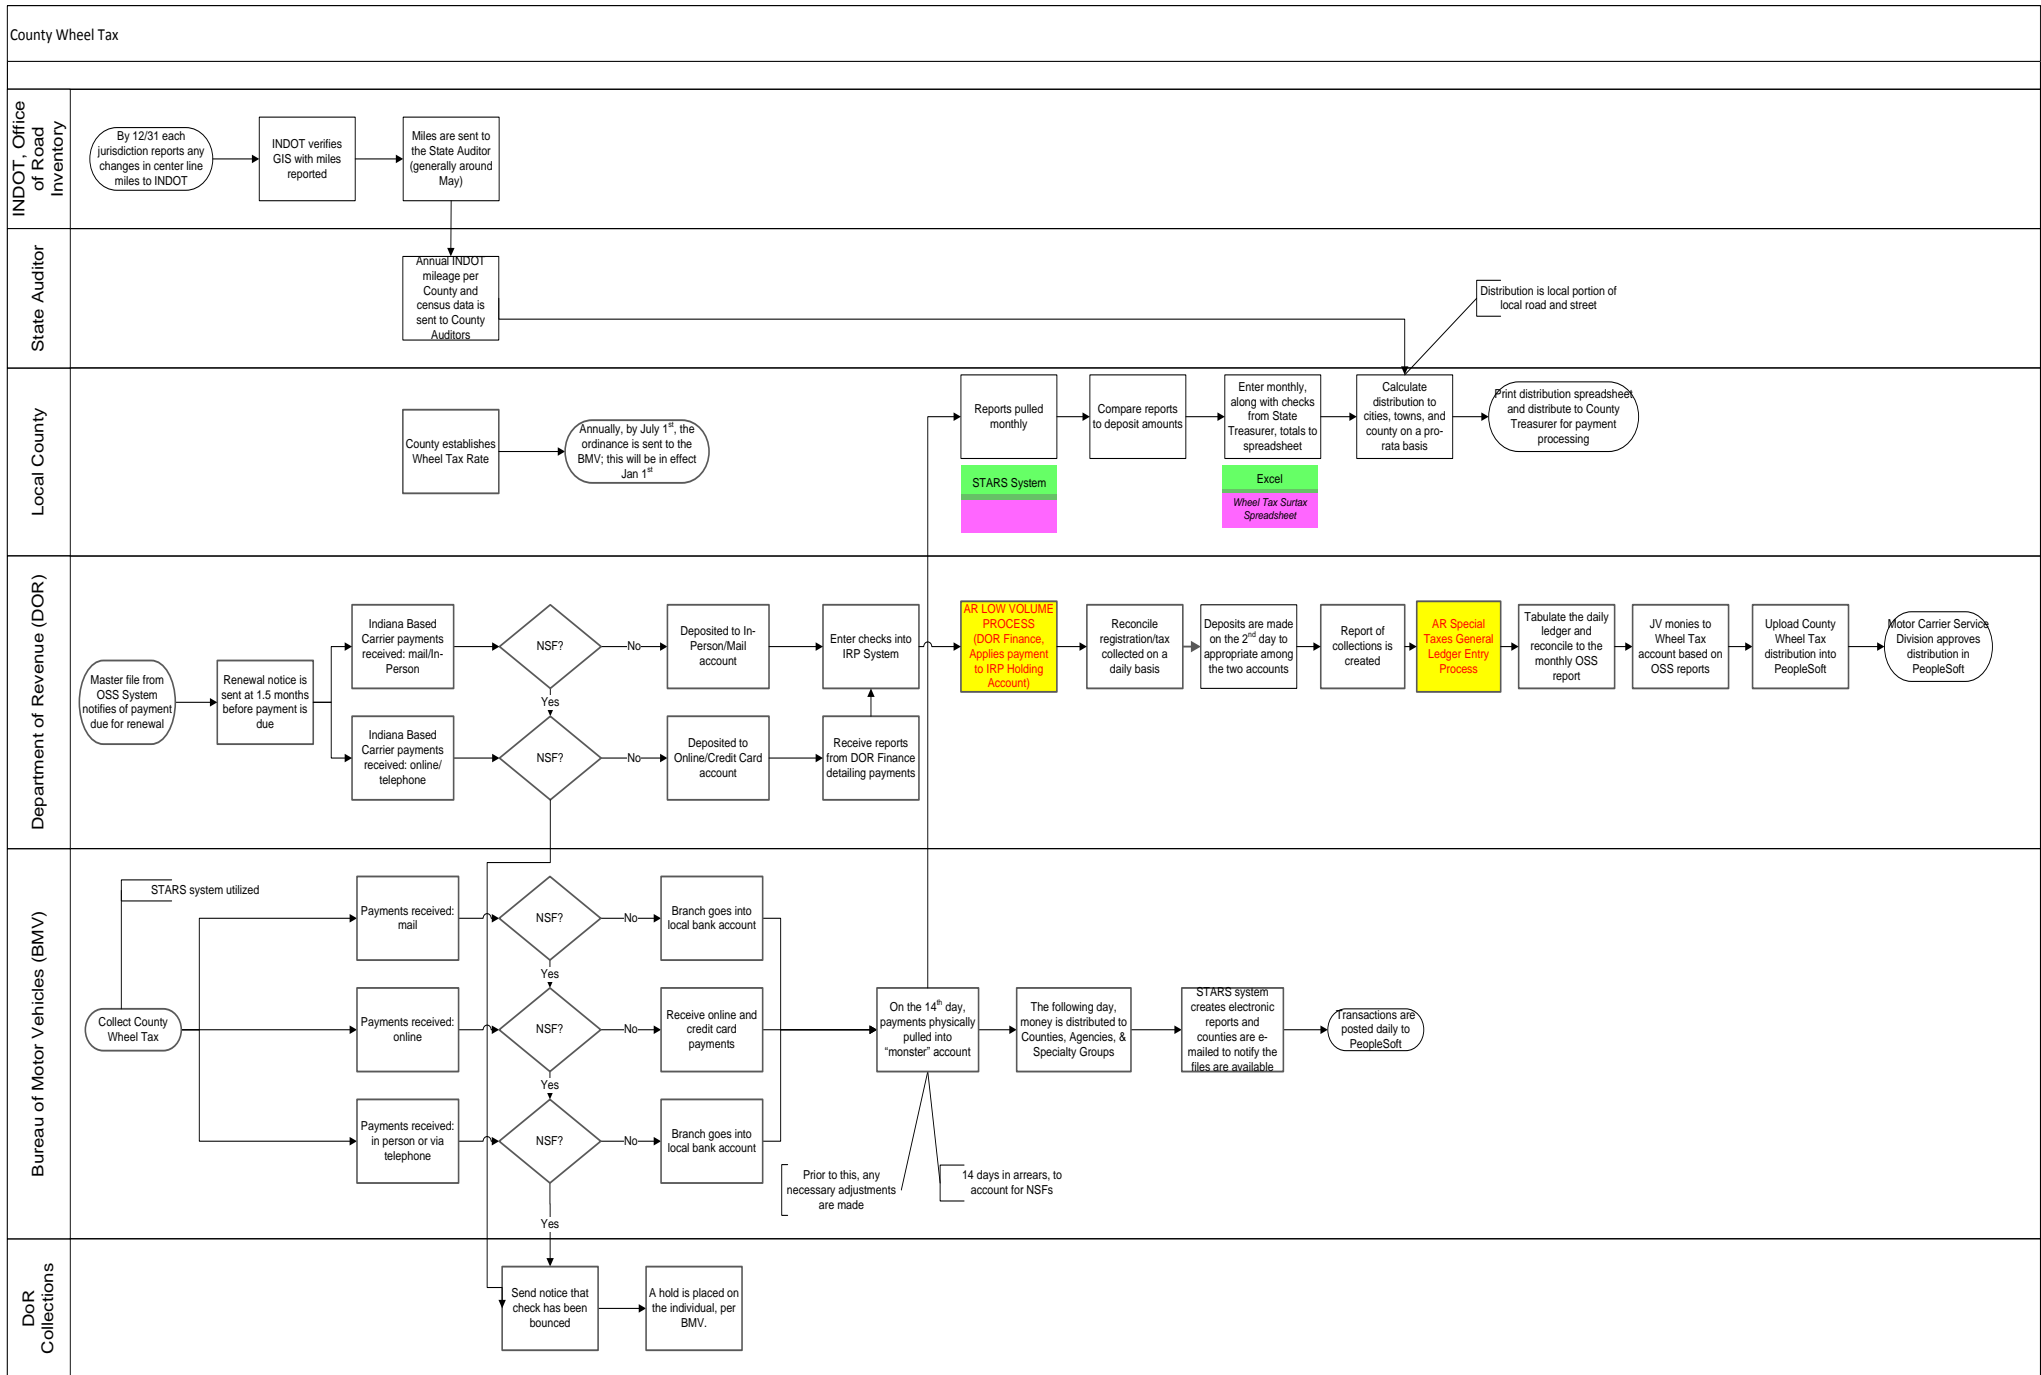 County Wheel Tax
INDOT, Office
of Road
Inventory
By 12/31 each
jurisdiction reports any
changes in center line
miles to INDOT
INDOT verifies
GIS with miles
reported
Miles are sent to
the State Auditor
(generally around
May)
State Auditor
Annual INDOT
mileage per
County and
census data is
sent to County
Auditors
Distribution is local portion of
local road and street
Local County
County establishes
Wheel Tax Rate
Annually, by July 1st, the
ordinance is sent to the
BMV; this will be in effect
Jan 1st
Reports pulled
monthly
Compare reports
to deposit amounts
Enter monthly,
along with checks
from State
Treasurer, totals to
spreadsheet
Calculate
distribution to
cities, towns, and
county on a pro-
rata basis
Print distribution spreadsheet
and distribute to County
Treasurer for payment
processing
STARS System
Excel
Wheel Tax Surtax
Spreadsheet
Department of Revenue (DOR)
Master file from
OSS System
notifies of payment
due for renewal
Renewal notice is
sent at 1.5 months
before payment is
due
Indiana Based
Carrier payments
received: mail/In-
Person
NSF?
No
Deposited to In-
Person/Mail
account
Enter checks into
IRP System
AR LOW VOLUME
PROCESS
(DOR Finance,
Applies payment
to IRP Holding
Account)
Reconcile
registration/tax
collected on a
daily basis
Deposits are made
on the 2nd day to
appropriate among
the two accounts
Report of
collections is
created
AR Special
Taxes General
Ledger Entry
Process
Tabulate the daily
ledger and
reconcile to the
monthly OSS
report
JV monies to
Wheel Tax
account based on
OSS reports
Upload County
Wheel Tax
distribution into
PeopleSoft
Motor Carrier Service
Division approves
distribution in
PeopleSoft
Yes
Indiana Based
Carrier payments
received: online/
telephone
NSF?
No
Deposited to
Online/Credit Card
account
Receive reports
from DOR Finance
detailing payments
Bureau of Motor Vehicles (BMV)
STARS system utilized
Collect County
Wheel Tax
Payments received:
mail
NSF?
No
Branch goes into
local bank account
Yes
Payments received:
online
NSF?
No
Receive online and
credit card
payments
On the 14th day,
payments physically
pulled into
“monster” account
The following day,
money is distributed to
Counties, Agencies, &
Specialty Groups
STARS system
creates electronic
reports and
counties are e-
mailed to notify the
files are available
Transactions are
posted daily to
PeopleSoft
Yes
Payments received:
in person or via
telephone
NSF?
No
Branch goes into
local bank account
Prior to this, any
necessary adjustments
are made
14 days in arrears, to
account for NSFs
Yes
DoR
Collections
Send notice that
check has been
bounced
A hold is placed on
the individual, per
BMV.